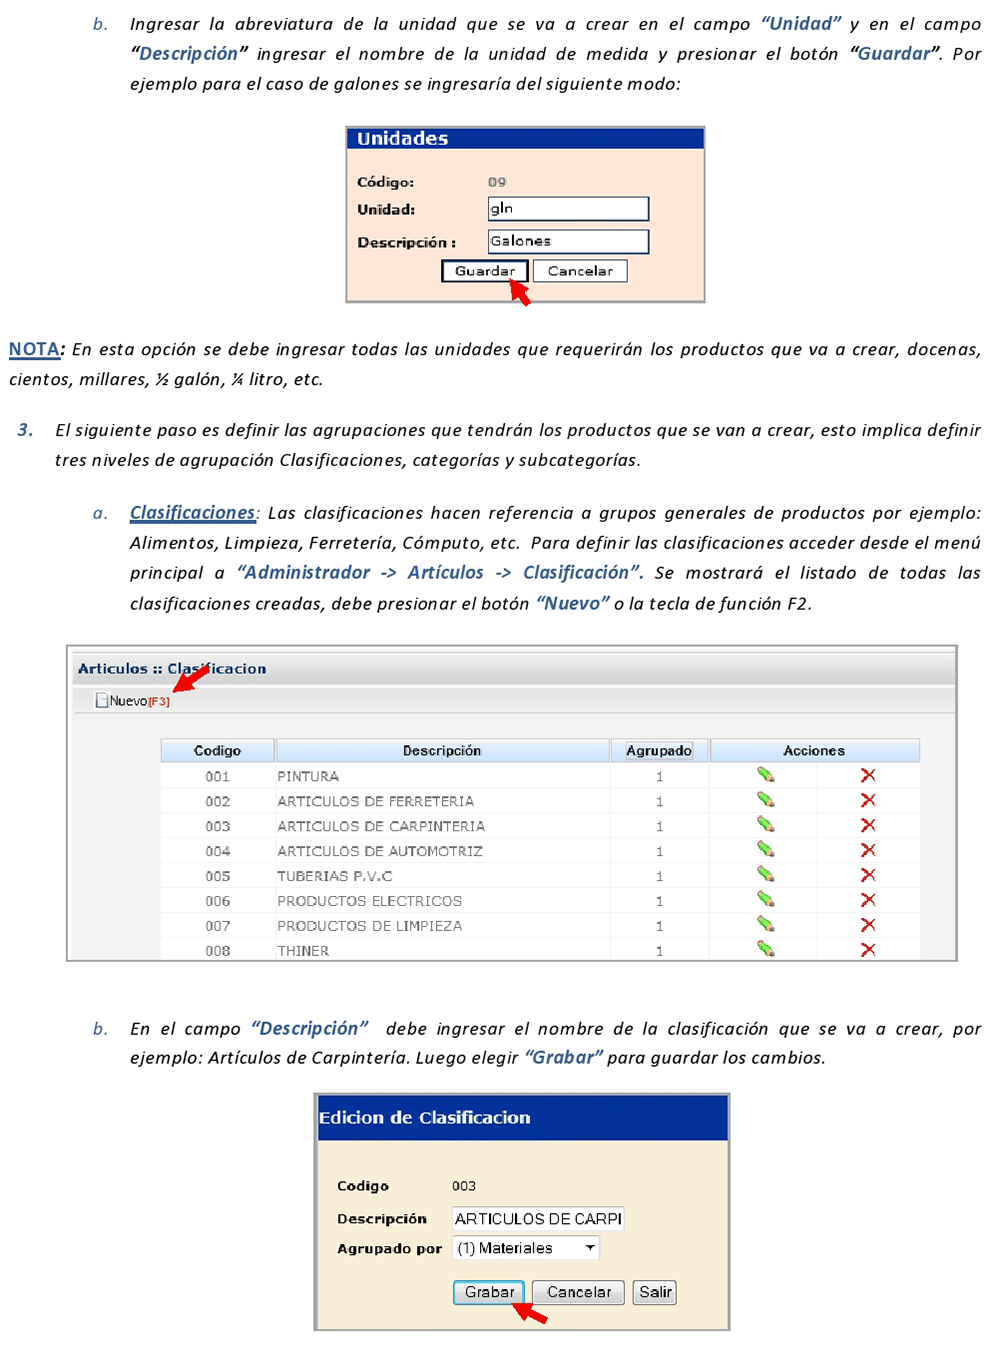 b. Ingresar la abreviatura de la unidad que se va a crear en el campo “Unidad” y en el campo
“Descripción” ingresar el nombre de la unidad de medida y presionar el botón “Guardar”. Por
ejemplo para el caso de galones se ingresaría del siguiente modo:
Unidades
Código: 09
Unidad: gln
Descripción : Galones
Guardar Cancelar
NOTA: En esta opción se debe ingresar todas las unidades que requerirán los productos que va a crear, docenas,
cientos, millares, ½ galón, ¼ litro, etc.
3. El siguiente paso es definir las agrupaciones que tendrán los productos que se van a crear, esto implica definir
tres niveles de agrupación Clasificaciones, categorías y subcategorías.
a. Clasificaciones: Las clasificaciones hacen referencia a grupos generales de productos por ejemplo:
Alimentos, Limpieza, Ferretería, Cómputo, etc. Para definir las clasificaciones acceder desde el menú
principal a “Administrador -> Artículos -> Clasificación”. Se mostrará el listado de todas las
clasificaciones creadas, debe presionar el botón “Nuevo” o la tecla de función F2.
Articulos :: Clasificacion
Nuevo[F3]
Codigo Descripción Agrupado Acciones
001 PINTURA 1
002 ARTICULOS DE FERRETERIA 1
003 ARTICULOS DE CARPINTERIA 1
004 ARTICULOS DE AUTOMOTRIZ 1
005 TUBERIAS P.V.C 1
006 PRODUCTOS ELECTRICOS 1
007 PRODUCTOS DE LIMPIEZA 1
008 THINER 1
b. En el campo “Descripción” debe ingresar el nombre de la clasificación que se va a crear, por
ejemplo: Artículos de Carpintería. Luego elegir “Grabar” para guardar los cambios.
Edicion de Clasificacion
Codigo 003
Descripción ARTICULOS DE CARPI
Agrupado por (1) Materiales
Grabar Cancelar Salir